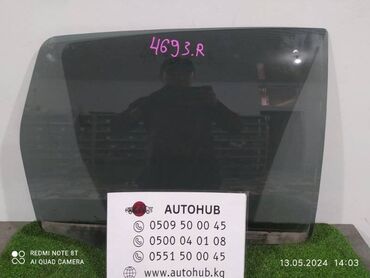 4693.R
AUTOHUB
0509 50 00 45
0500 04 01 08
0551 50 00 45
www.autohub.kg
REDMI NOTE 8T
AI QUAD CAMERA
13.05.2024 14:03